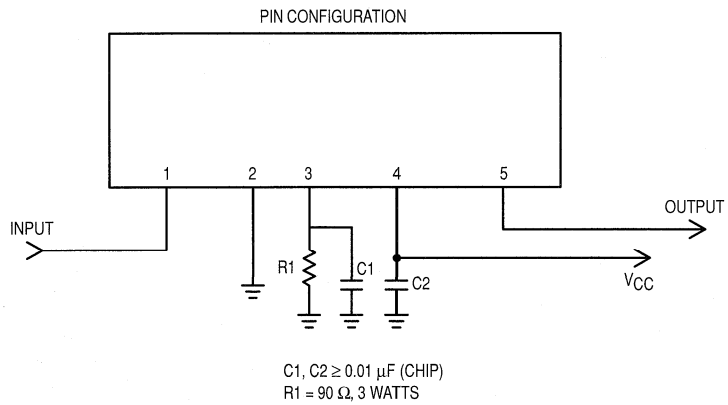 PIN CONFIGURATION
1 2 3 4 5
INPUT
OUTPUT
R1 C1 C2
VCC
C1, C2 ≥ 0.01 µF (CHIP)
R1 = 90 Ω, 3 WATTS